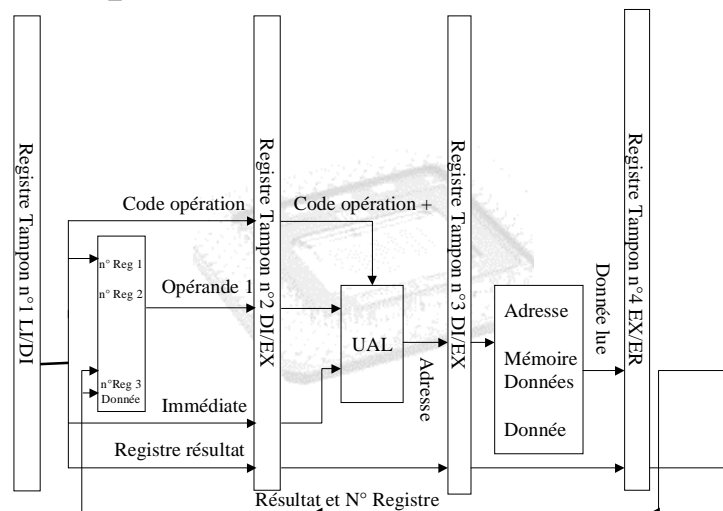 Registre Tampon n°1 LI/DI
Code opération
n° Reg 1
n° Reg 2
n°Reg 3
Donnée
Opérande 1
Immédiate
Registre résultat
Registre Tampon n°2 DI/EX
Code opération +
UAL
Adresse
Registre Tampon n°3 DI/EX
Adresse
Mémoire
Données
Donnée
Donnée lue
Registre Tampon n°4 EX/ER
Résultat et N° Registre